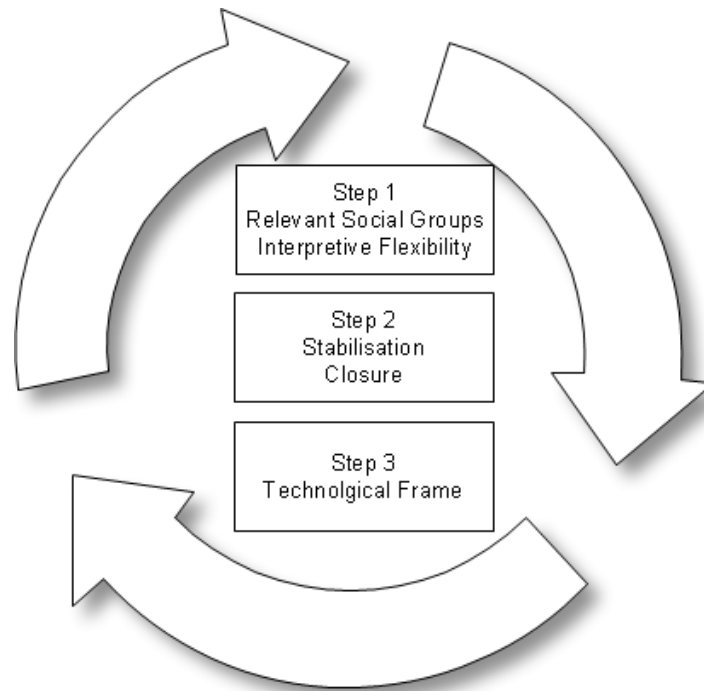 Step 1
Relevant Social Groups
Interpretive Flexibility
Step 2
Stabilisation
Closure
Step 3
Technolgical Frame